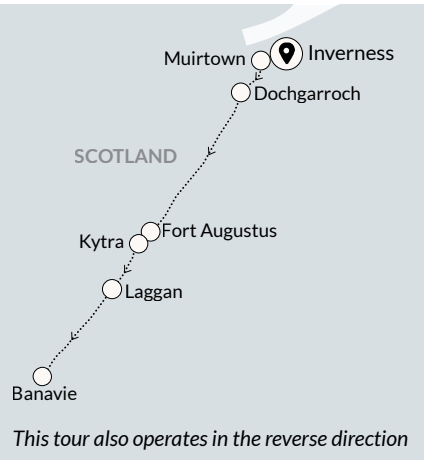 Inverness
Muirtown
Dochgarroch
SCOTLAND
Fort Augustus
Kytra
Laggan
Banavie
This tour also operates in the reverse direction